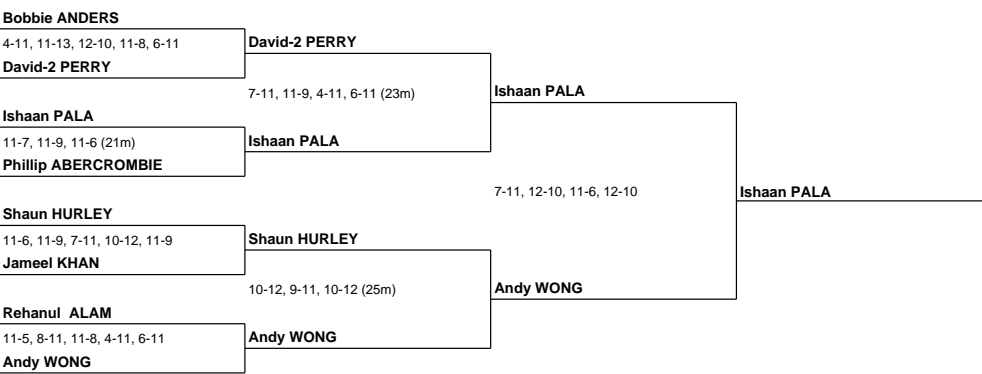 Bobbie ANDERS
4-11, 11-13, 12-10, 11-8, 6-11
David-2 PERRY
David-2 PERRY
7-11, 11-9, 4-11, 6-11 (23m)
Ishaan PALA
Ishaan PALA
11-7, 11-9, 11-6 (21m)
Ishaan PALA
Phillip ABERCROMBIE
7-11, 12-10, 11-6, 12-10
Ishaan PALA
Shaun HURLEY
11-6, 11-9, 7-11, 10-12, 11-9
Shaun HURLEY
Jameel KHAN
10-12, 9-11, 10-12 (25m)
Andy WONG
Rehanul ALAM
11-5, 8-11, 11-8, 4-11, 6-11
Andy WONG
Andy WONG